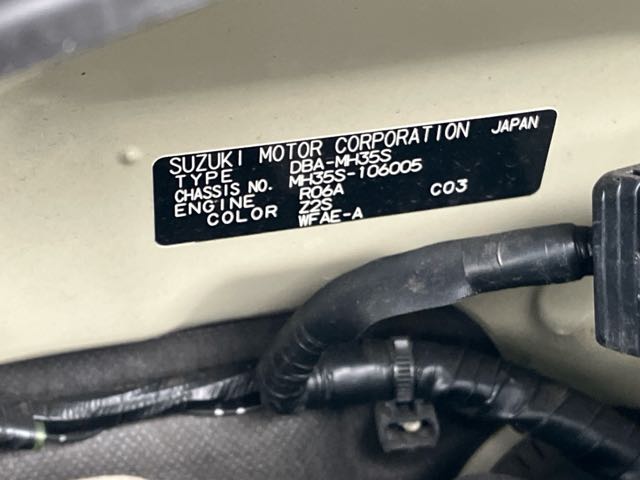 SUZUKI MOTOR CORPORATION JAPAN
TYPE DBA-MH35S
CHASSIS NO. MH35S-106005
ENGINE R06A C03
COLOR Z2S
WFAE-A